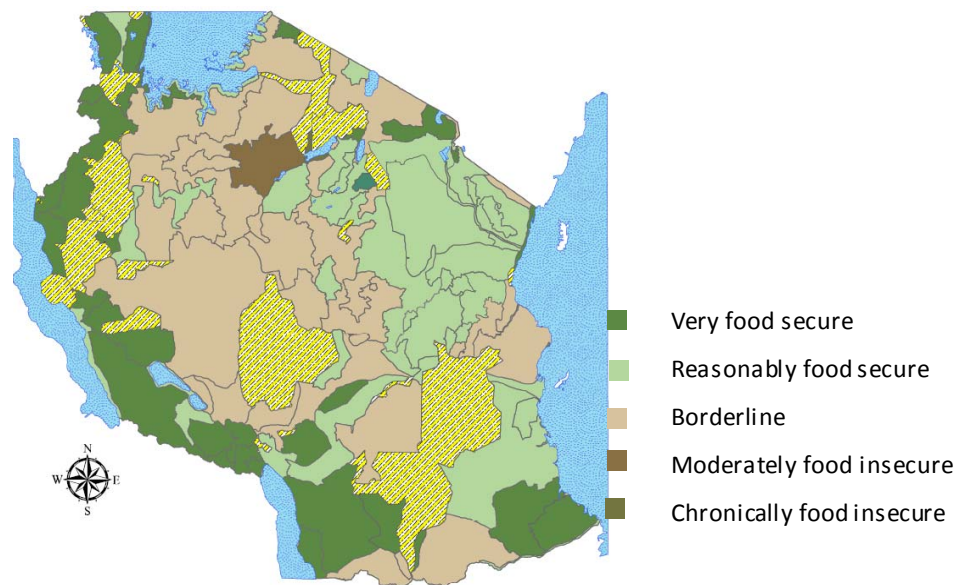 Very food secure
Reasonably food secure
Borderline
Moderately food insecure
Chronically food insecure
N
W E
S